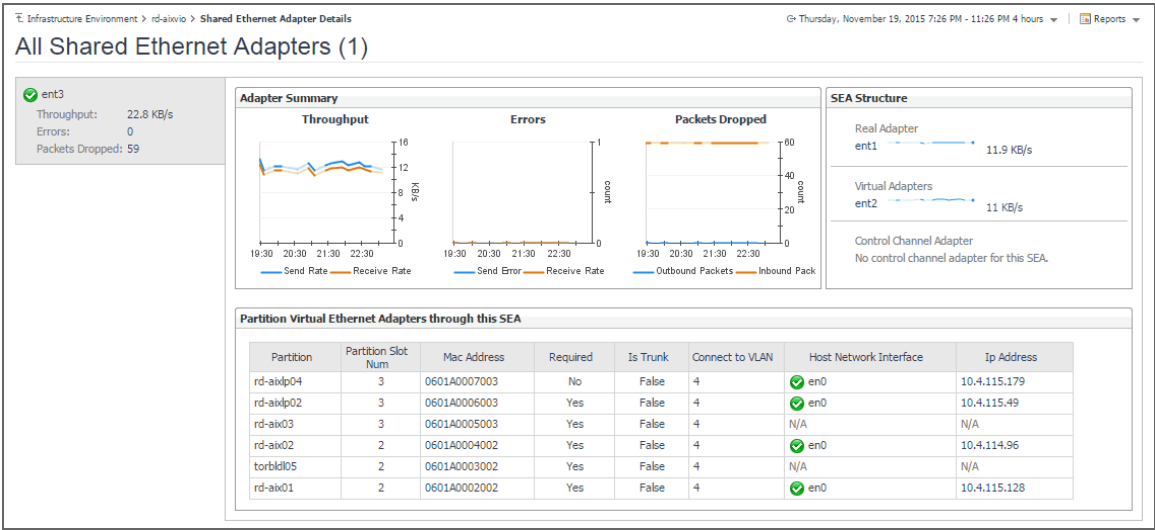 Infrastructure Environment > rd-aixvio > Shared Ethernet Adapter Details
Thursday, November 19, 2015 7:26 PM - 11:26 PM 4 hours | Reports
All Shared Ethernet Adapters (1)
ent3
Throughput: 22.8 KB/s
Errors: 0
Packets Dropped: 59
Adapter Summary
Throughput
16
12
8
4
0
KB/s
19:30 20:30 21:30 22:30
Send Rate Receive Rate
Errors
1
0
count
19:30 20:30 21:30 22:30
Send Error Receive Rate
Packets Dropped
60
40
20
0
count
19:30 20:30 21:30 22:30
Outbound Packets Inbound Pack
SEA Structure
Real Adapter
ent1 11.9 KB/s
Virtual Adapters
ent2 11 KB/s
Control Channel Adapter
No control channel adapter for this SEA.
Partition Virtual Ethernet Adapters through this SEA
Partition Partition Slot Num Mac Address Required Is Trunk Connect to VLAN Host Network Interface Ip Address
rd-aixlp04 3 0601A0007003 No False 4 en0 10.4.115.179
rd-aixlp02 3 0601A0006003 Yes False 4 en0 10.4.115.49
rd-aix03 3 0601A0005003 Yes False 4 N/A N/A
rd-aix02 2 0601A0004002 Yes False 4 en0 10.4.114.96
torbldl05 2 0601A0003002 Yes False 4 N/A N/A
rd-aix01 2 0601A0002002 Yes False 4 en0 10.4.115.128